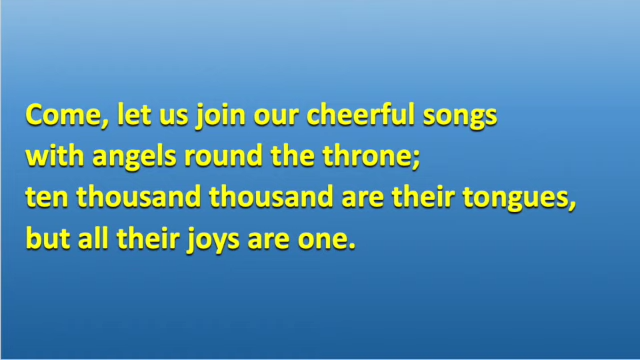 Come, let us join our cheerful songs
with angels round the throne;
ten thousand thousand are their tongues,
but all their joys are one.